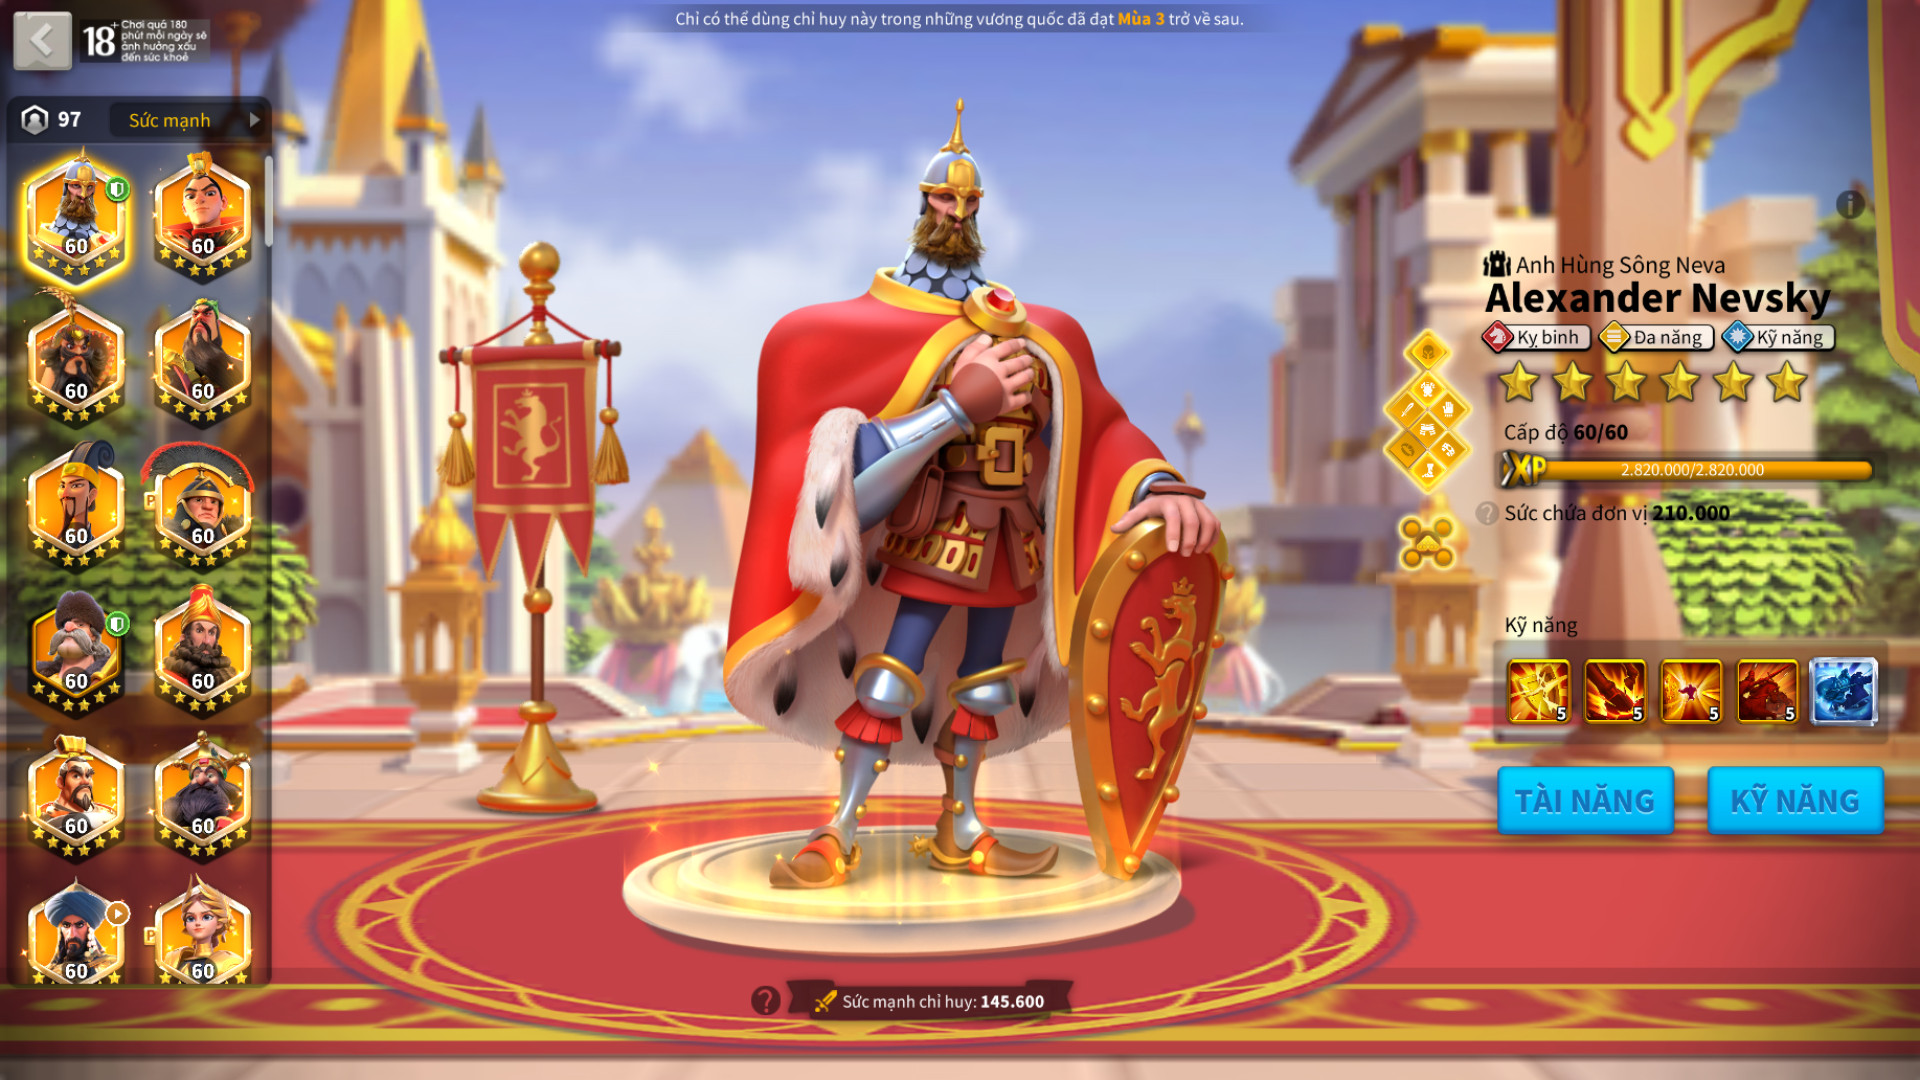 Chỉ có thể dùng chỉ huy này trong những vương quốc đã đạt Mùa 3 trở về sau.
18+
Chơi quá 180
phút mỗi ngày sẽ
ảnh hưởng xấu
đến sức khoẻ
97
Sức mạnh
60
60
60
60
60
60
60
60
60
60
60
60
Anh Hùng Sông Neva
Alexander Nevsky
Kỵ binh
Đa năng
Kỹ năng
Cấp độ 60/60
XP
2.820.000/2.820.000
Sức chứa đơn vị 210.000
Kỹ năng
5
5
5
5
TÀI NĂNG
KỸ NĂNG
Sức mạnh chỉ huy: 145.600